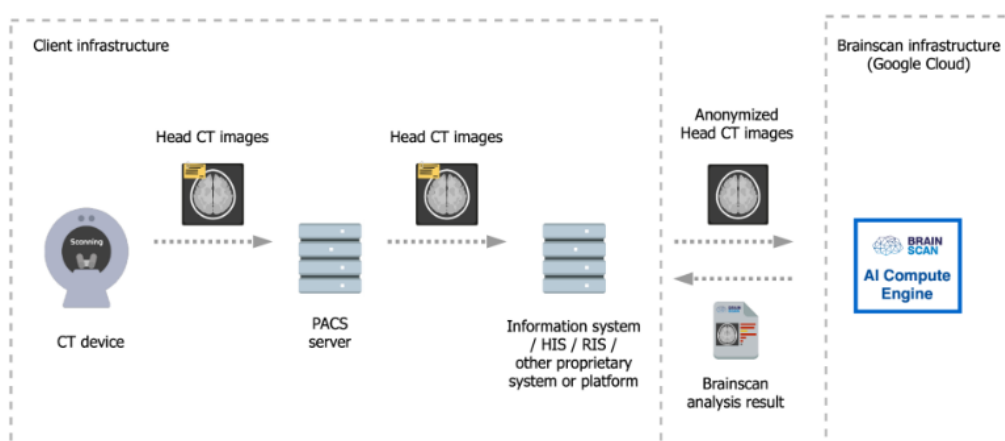 Client infrastructure
Brainscan infrastructure
(Google Cloud)
Head CT images
Head CT images
Anonymized
Head CT images
Scanning
BRAIN
SCAN
AI Compute
Engine
CT device
PACS
server
Information system
/ HIS / RIS /
other proprietary
system or platform
BRAIN
SCAN
Brainscan
analysis result